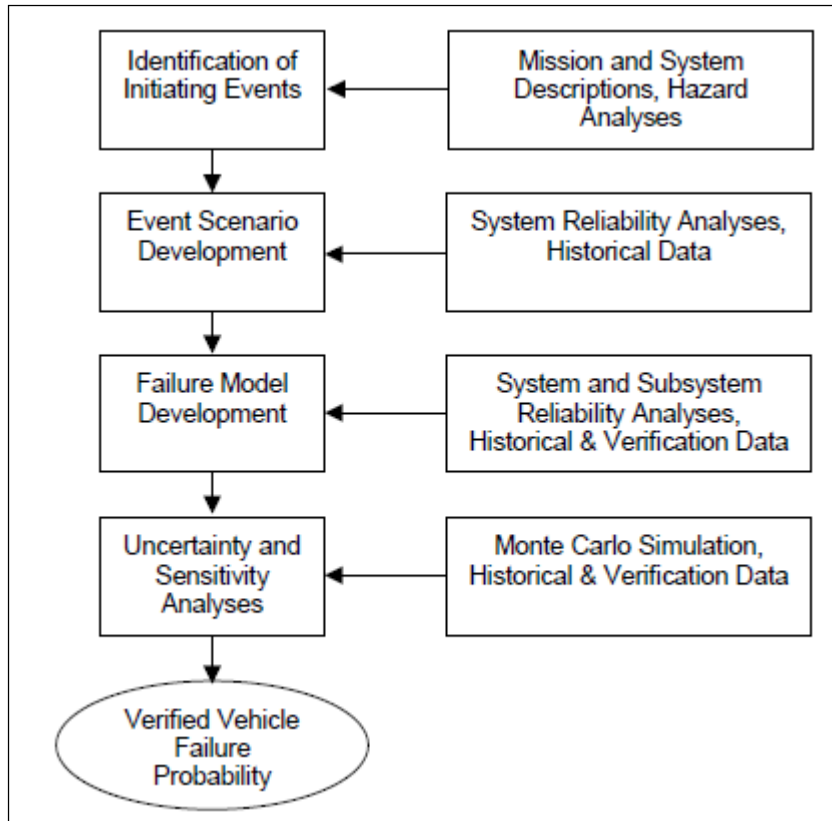 Identification of
Initiating Events
Mission and System
Descriptions, Hazard
Analyses
Event Scenario
Development
System Reliability Analyses,
Historical Data
Failure Model
Development
System and Subsystem
Reliability Analyses,
Historical & Verification Data
Uncertainty and
Sensitivity
Analyses
Monte Carlo Simulation,
Historical & Verification Data
Verified Vehicle
Failure
Probability